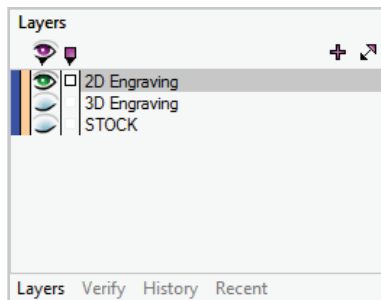 Layers
2D Engraving
3D Engraving
STOCK
Layers Verify History Recent